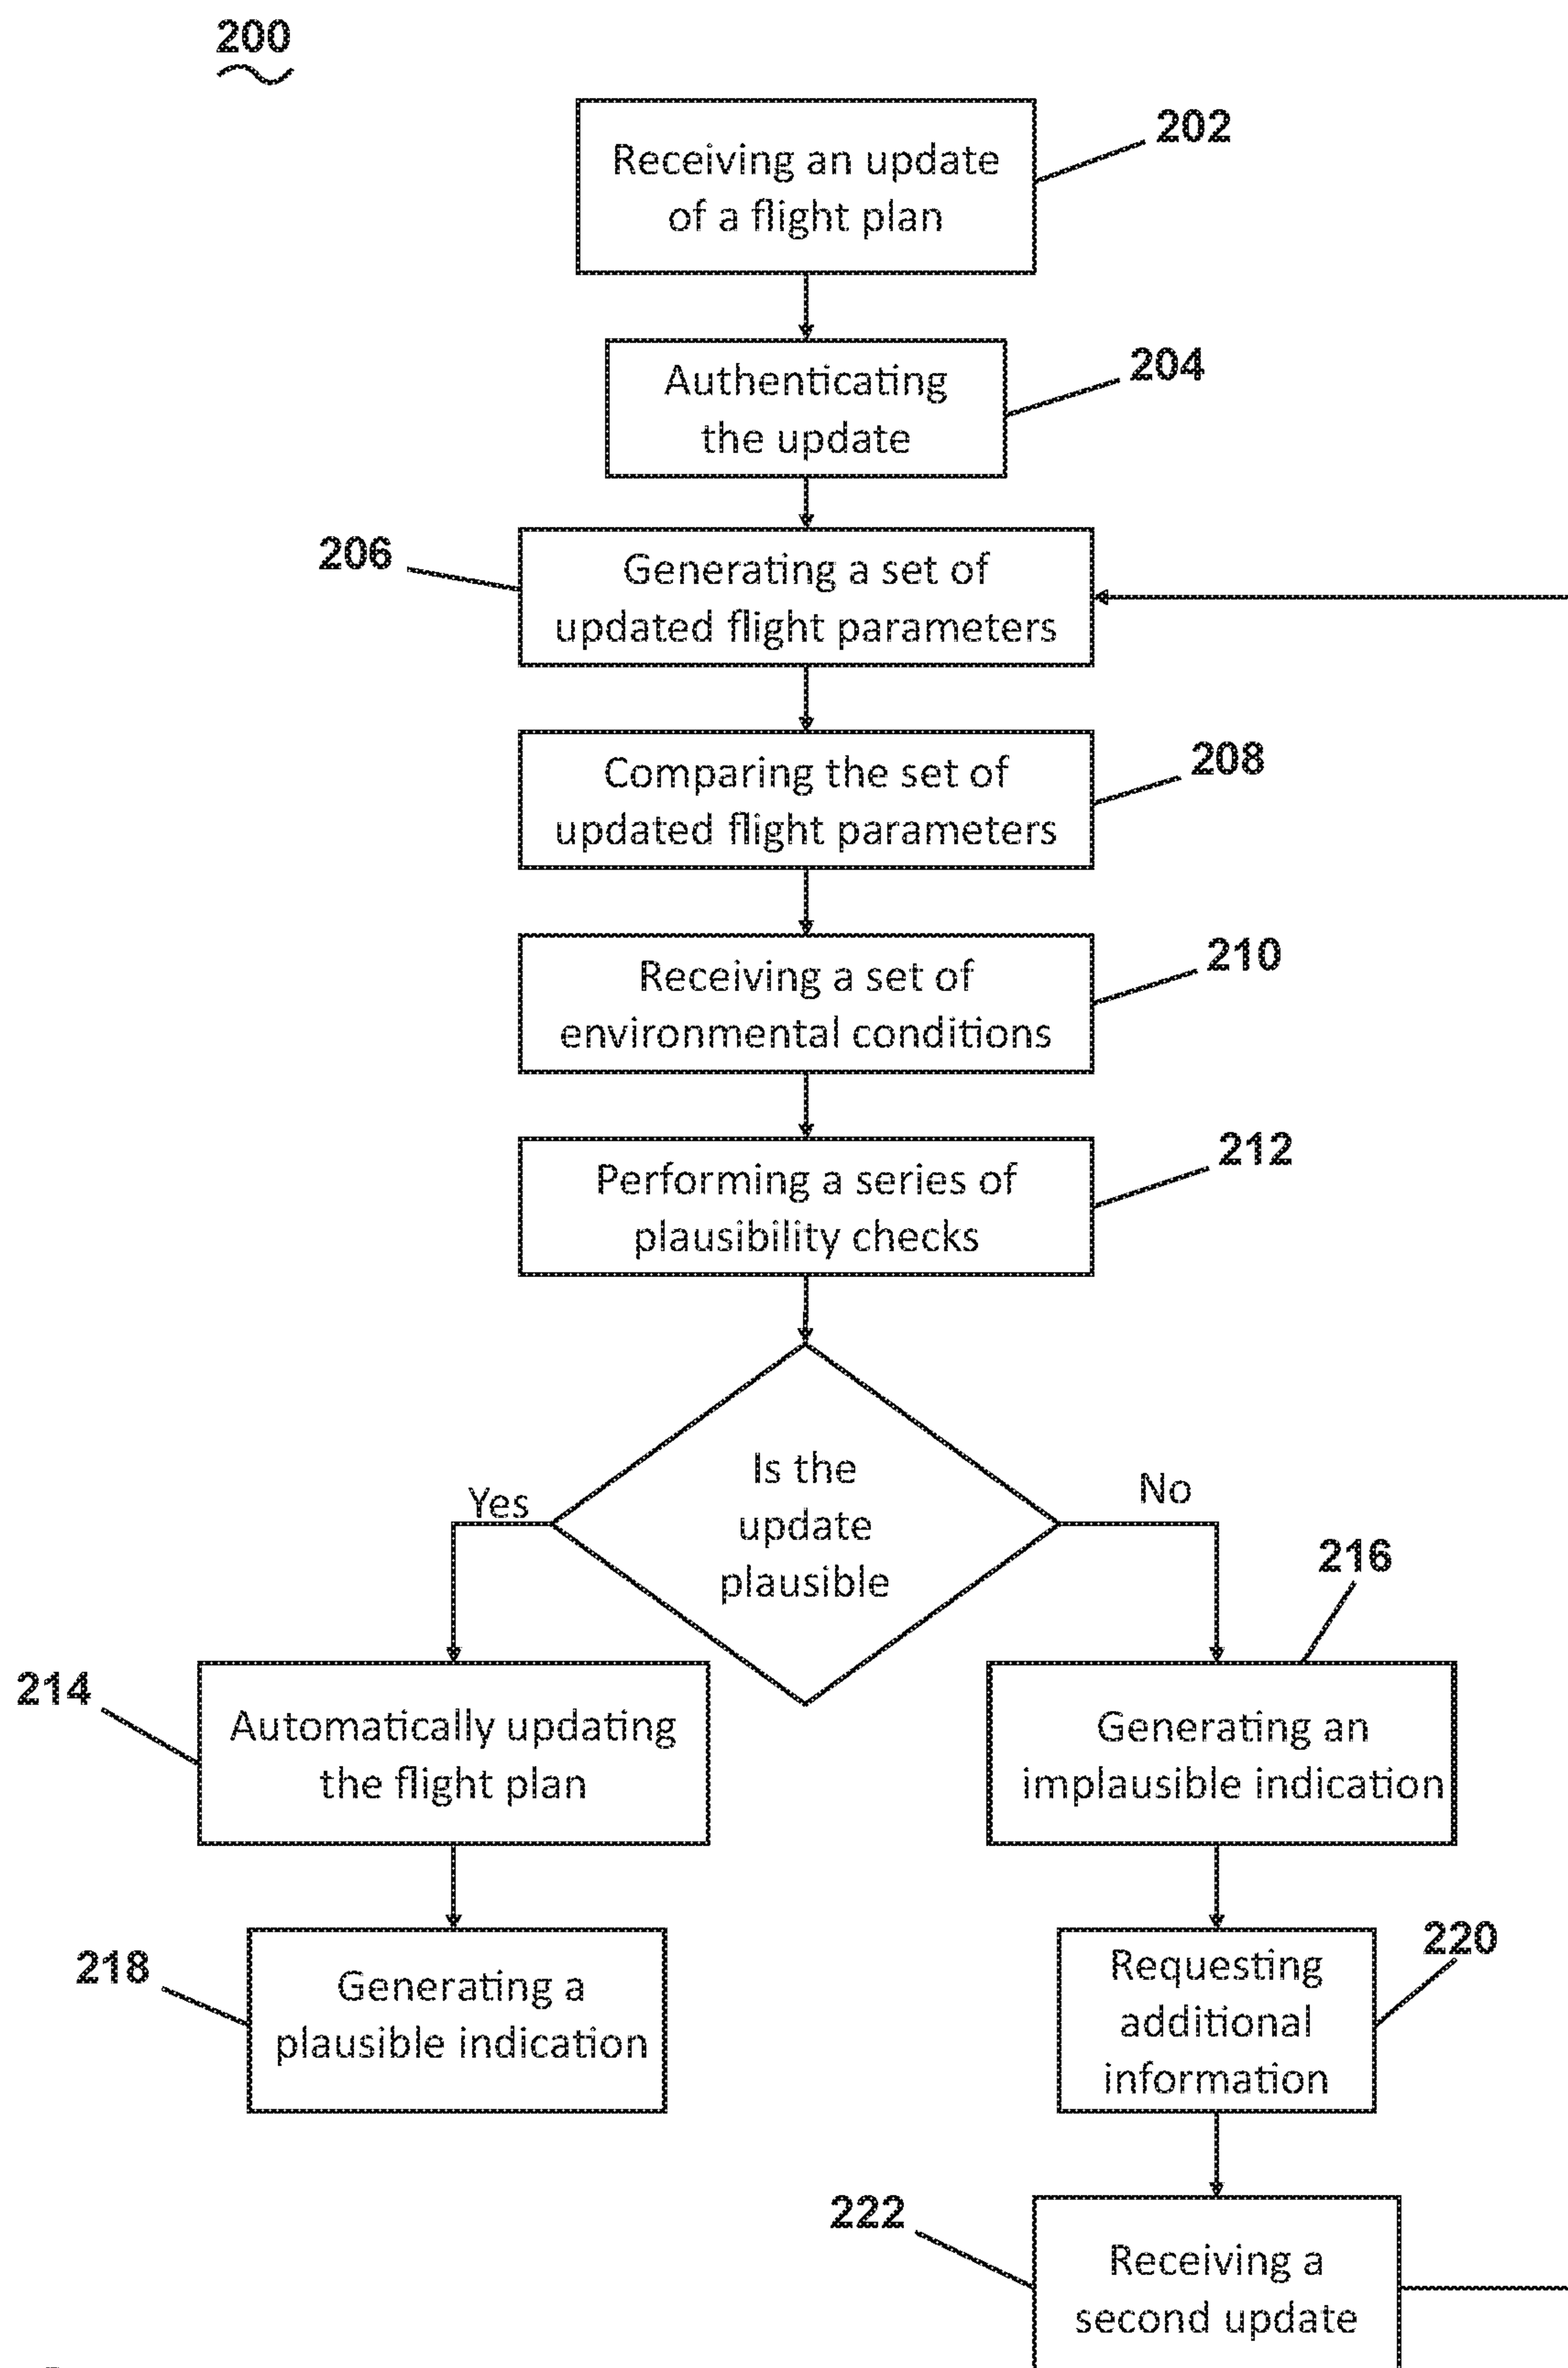 200
Receiving an update
of a flight plan
202
Authenticating
the update
204
206
Generating a set of
updated flight parameters
Comparing the set of
updated flight parameters
208
Receiving a set of
environmental conditions
210
Performing a series of
plausibility checks
212
Is the
update
plausible
Yes
No
214
Automatically updating
the flight plan
216
Generating an
implausible indication
218
Generating a
plausible indication
220
Requesting
additional
information
222
Receiving a
second update